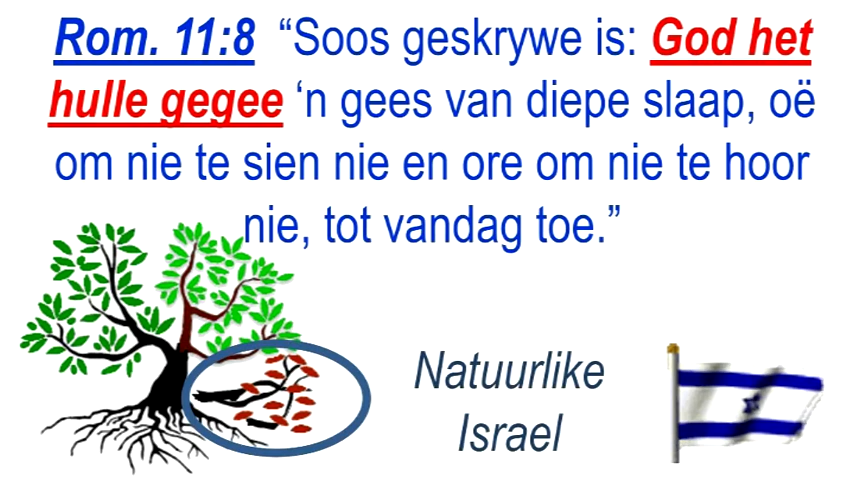 Rom. 11:8 “Soos geskrywe is: God het
hulle gegee ‘n gees van diepe slaap, oë
om nie te sien nie en ore om nie te hoor
nie, tot vandag toe.”
Natuurlike
Israel